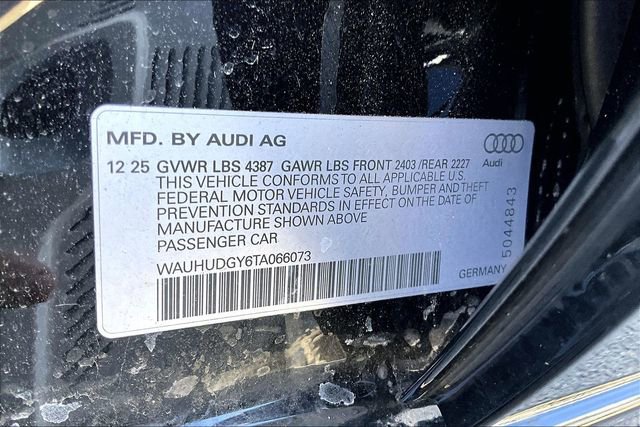 MFD. BY AUDI AG
12 25 GVWR LBS 4387 GAWR LBS FRONT 2403 /REAR 2227
THIS VEHICLE CONFORMS TO ALL APPLICABLE U.S.
FEDERAL MOTOR VEHICLE SAFETY, BUMPER AND THEFT
PREVENTION STANDARDS IN EFFECT ON THE DATE OF
MANUFACTURE SHOWN ABOVE
PASSENGER CAR
WAUHUDGY6TA066073
GERMANY
Audi
5044843